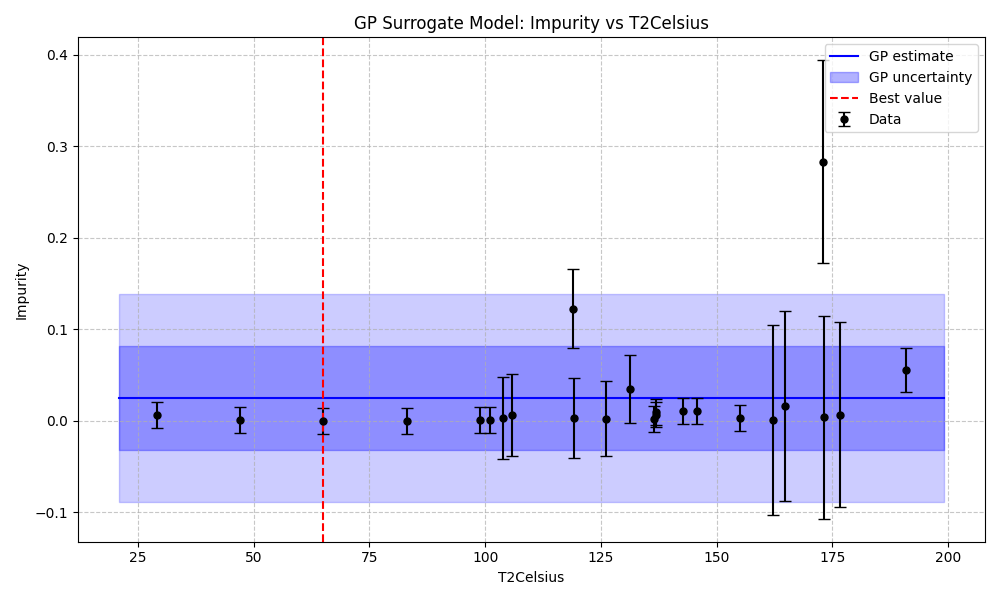 GP Surrogate Model: Impurity vs T2Celsius
GP estimate
GP uncertainty
Best value
Data
Impurity
0.4
0.3
0.2
0.1
0.0
−0.1
25
50
75
100
125
150
175
200
T2Celsius